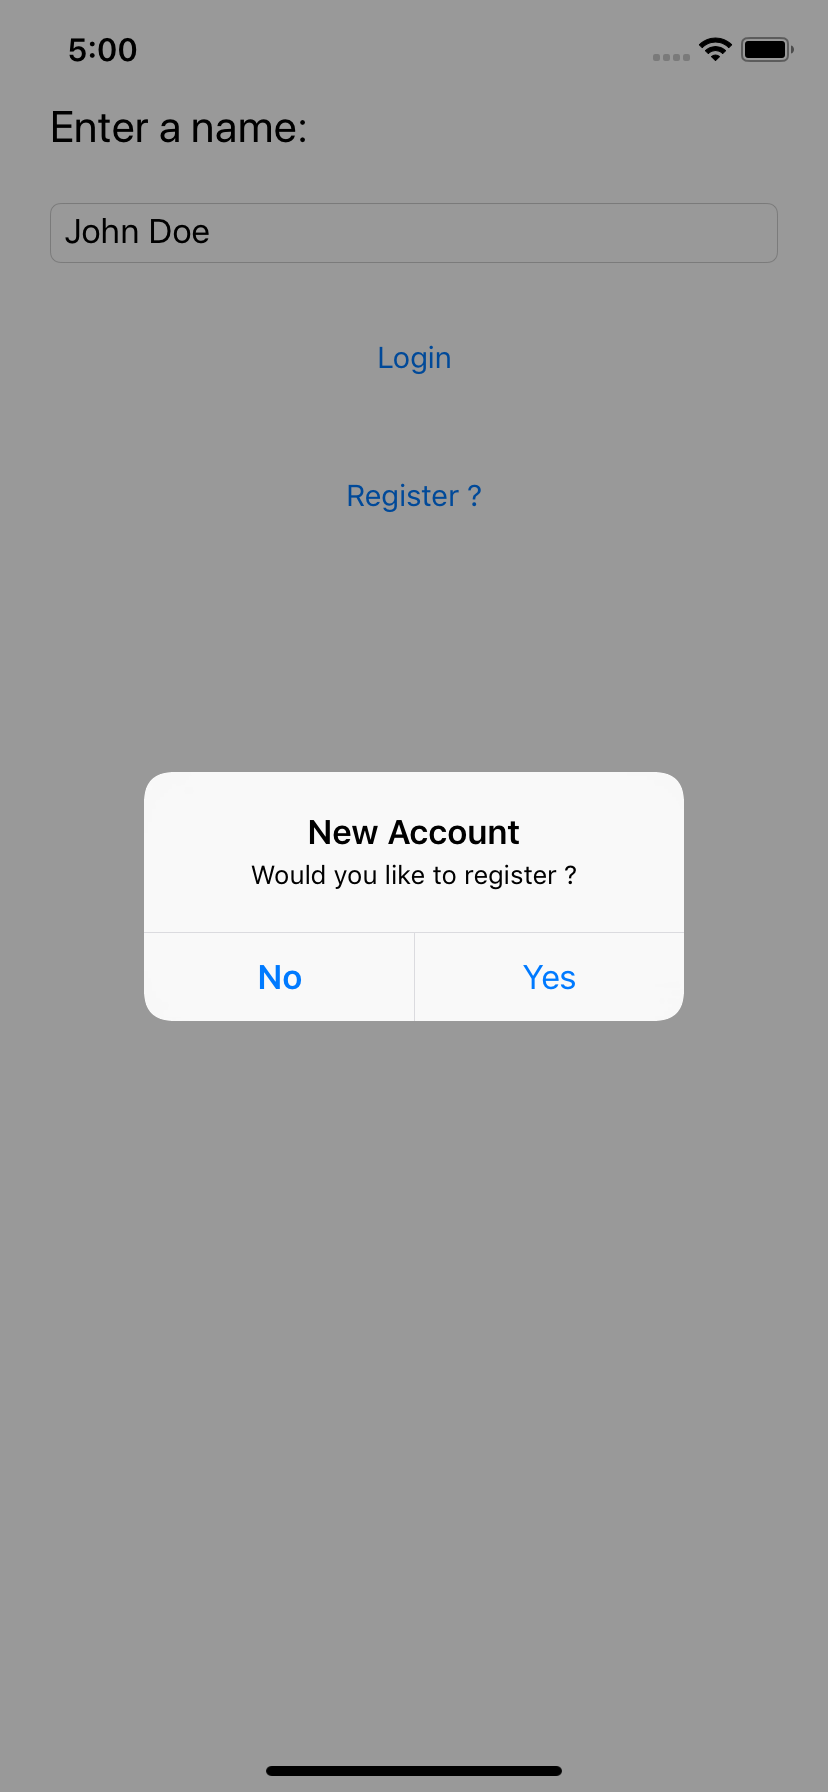 5:00
Enter a name:
John Doe
Login
Register ?
New Account
Would you like to register ?
No
Yes